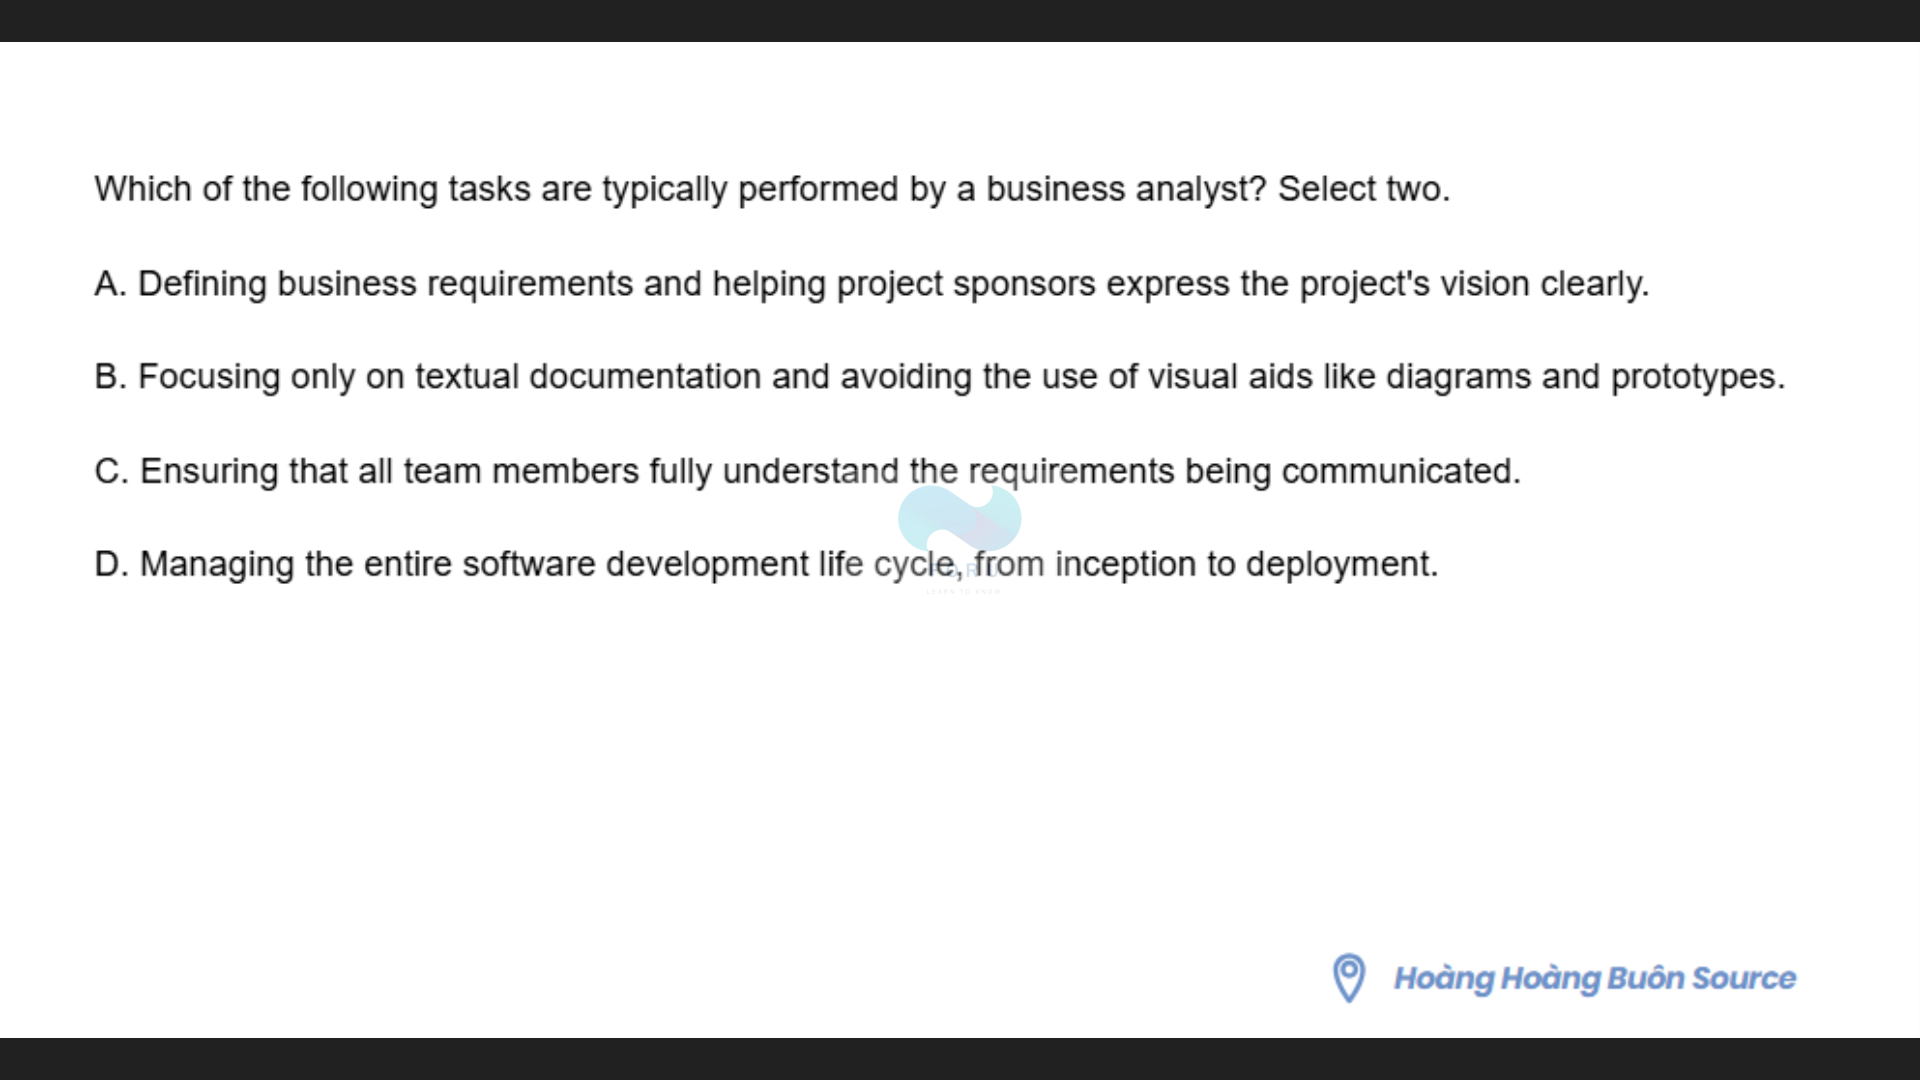 Which of the following tasks are typically performed by a business analyst? Select two.
A. Defining business requirements and helping project sponsors express the project's vision clearly.
B. Focusing only on textual documentation and avoiding the use of visual aids like diagrams and prototypes.
C. Ensuring that all team members fully understand the requirements being communicated.
D. Managing the entire software development life cycle, from inception to deployment.
LEARN TO KNOW
Hoàng Hoàng Buôn Source